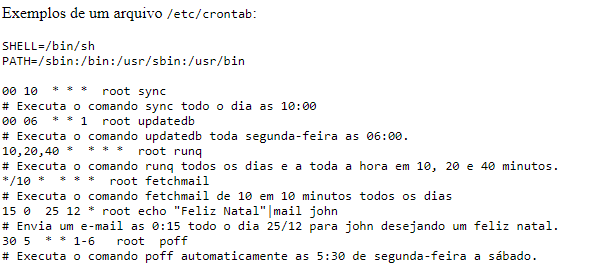 Exemplos de um arquivo /etc/crontab:
SHELL=/bin/sh
PATH=/sbin:/bin:/usr/sbin:/usr/bin
00 10  * * *  root sync
# Executa o comando sync todo o dia as 10:00
00 06  * * 1  root updatedb
# Executa o comando updatedb toda segunda-feira as 06:00.
10,20,40 *  * * *  root runq
# Executa o comando runq todos os dias e a toda a hora em 10, 20 e 40 minutos.
*/10 *  * * *  root fetchmail
# Executa o comando fetchmail de 10 em 10 minutos todos os dias
15 0  25 12 * root echo "Feliz Natal"|mail john
# Envia um e-mail as 0:15 todo o dia 25/12 para john desejando um feliz natal.
30 5  * * 1-6   root  poff
# Executa o comando poff automaticamente as 5:30 de segunda-feira a sábado.